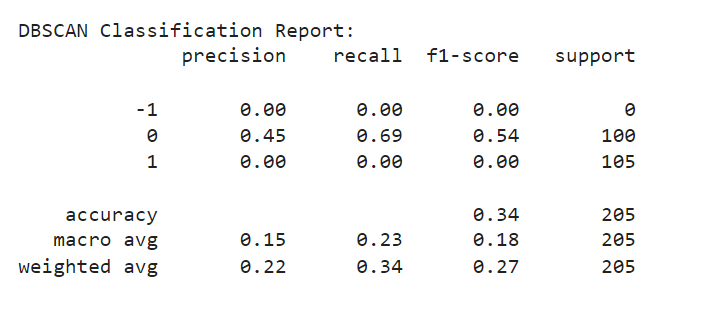 DBSCAN Classification Report:
precision recall f1-score support
-1 0.00 0.00 0.00 0
0 0.45 0.69 0.54 100
1 0.00 0.00 0.00 105
accuracy 0.34 205
macro avg 0.15 0.23 0.18 205
weighted avg 0.22 0.34 0.27 205